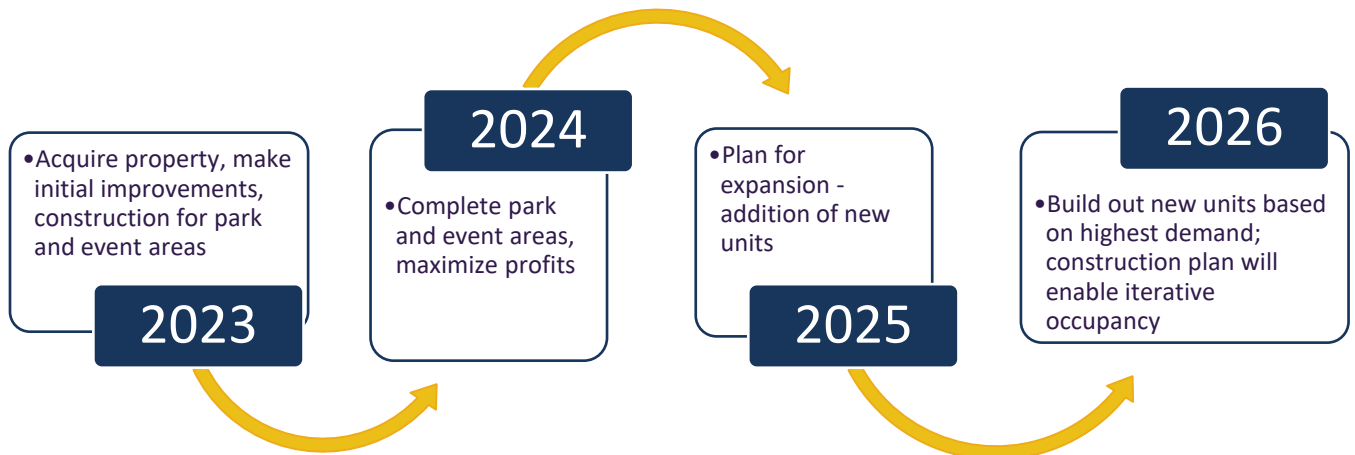 •Acquire property, make
initial improvements,
construction for park
and event areas
2023
2024
•Complete park
and event areas,
maximize profits
•Plan for
expansion -
addition of new
units
2025
2026
•Build out new units based
on highest demand;
construction plan will
enable iterative
occupancy